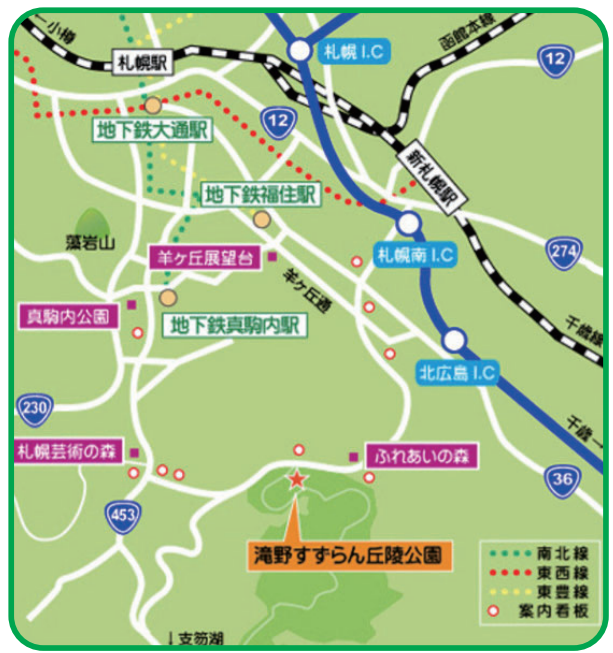 ←小樽
札幌駅
札幌 I.C
函館本線
12
地下鉄大通駅
12
新札幌駅
地下鉄福住駅
藻岩山
羊ヶ丘展望台
羊ヶ丘通
札幌南 I.C
274
真駒内公園
地下鉄真駒内駅
千歳線
北広島 I.C
230
千歳→
札幌芸術の森
ふれあいの森
36
453
滝野すずらん丘陵公園
南北線
東西線
東豊線
案内看板
↓支笏湖